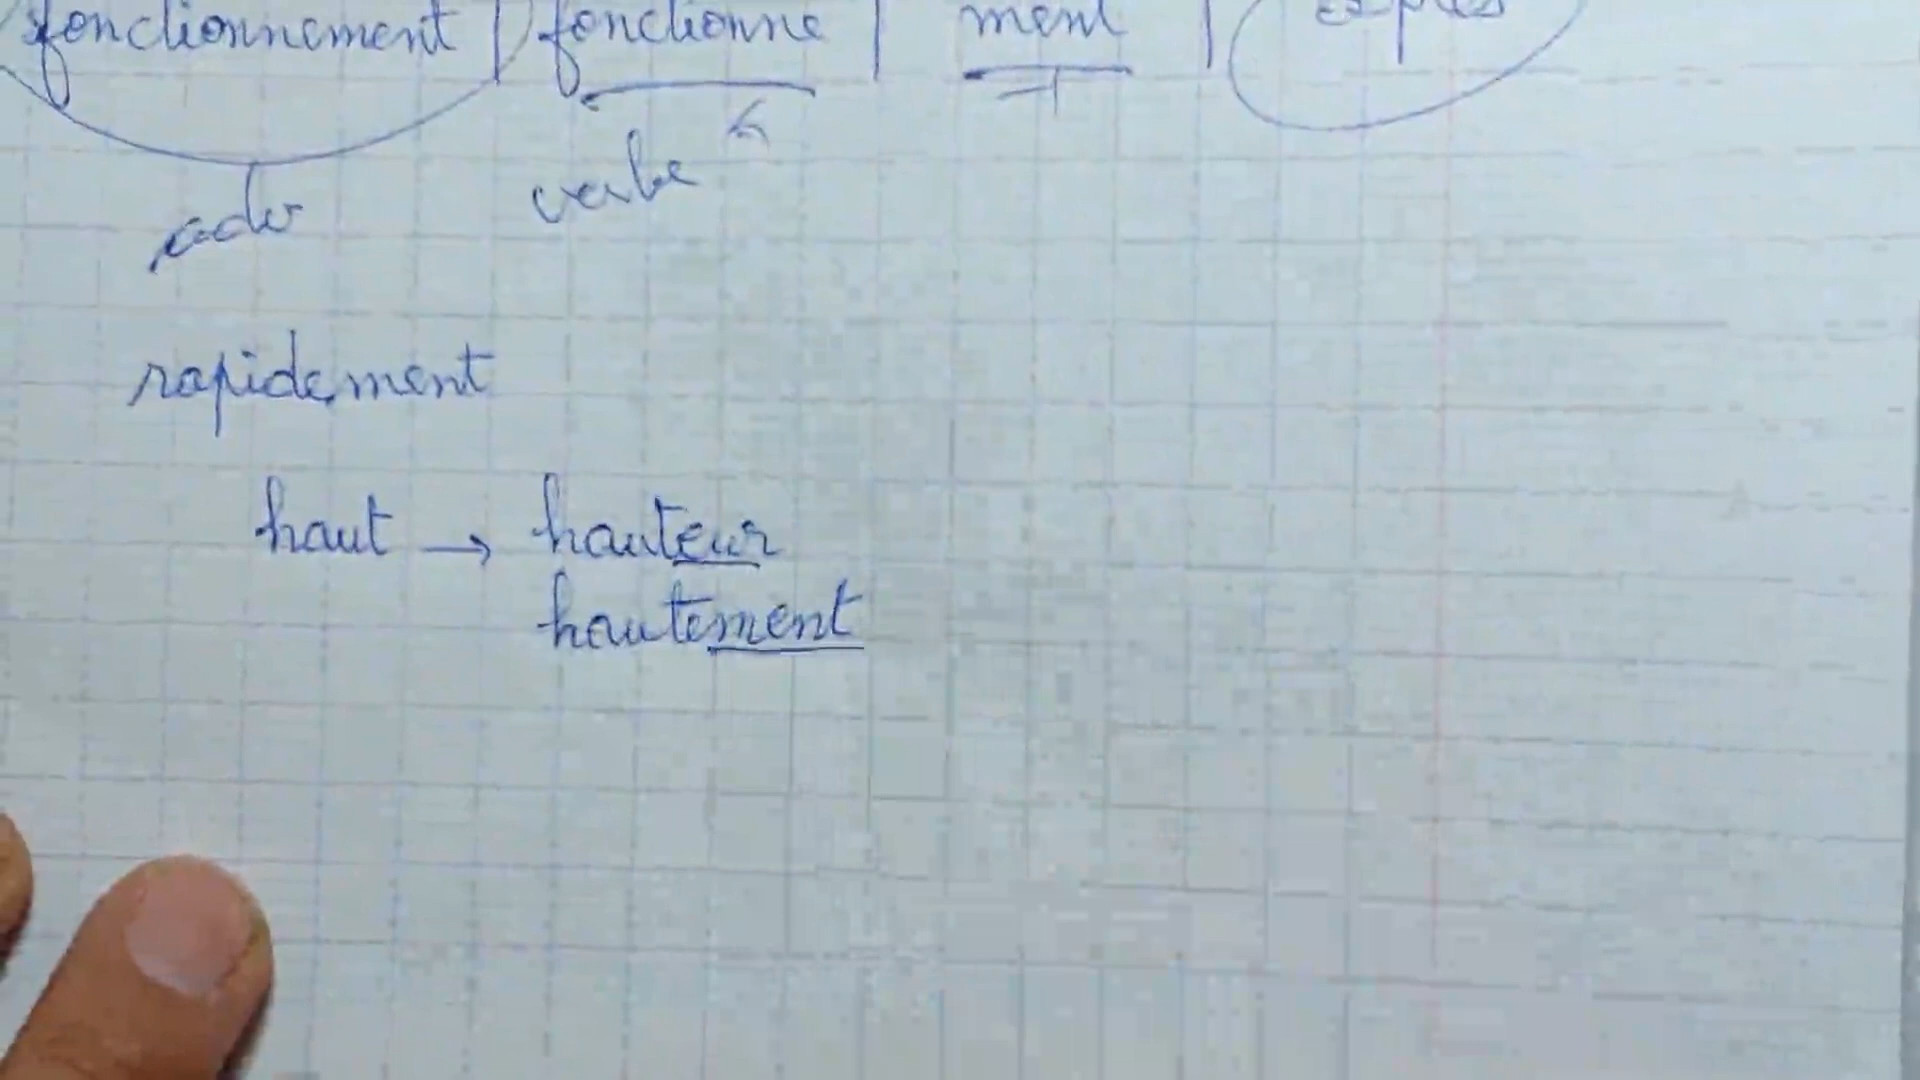 fonctionnement | fonctionne | ment |
adv verbe
rapidement
haut → hauteur
hautement